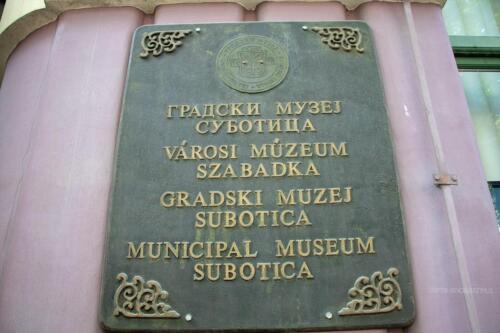 ГРАДСКИ МУЗЕЈ
СУБОТИЦА
VÁROSI MÚZEUM
SZABADKA
GRADSKI MUZEJ
SUBOTICA
MUNICIPAL MUSEUM
SUBOTICA